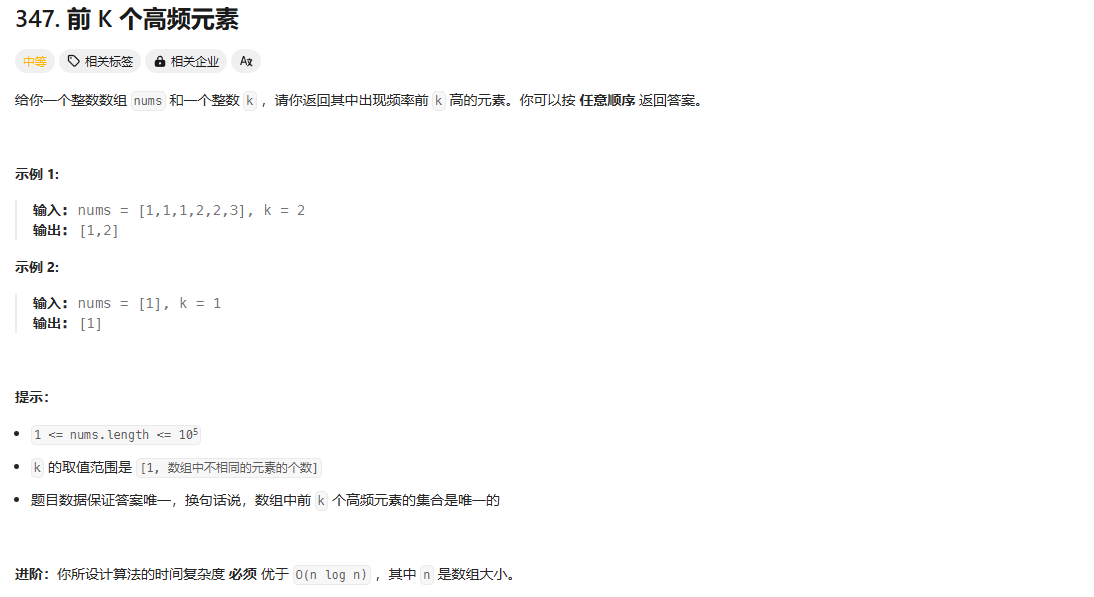 347. 前 K 个高频元素
中等 相关标签 相关企业 Ax
给你一个整数数组 nums 和一个整数 k ，请你返回其中出现频率前 k 高的元素。你可以按 任意顺序 返回答案。
示例 1:
输入: nums = [1,1,1,2,2,3], k = 2
输出: [1,2]
示例 2:
输入: nums = [1], k = 1
输出: [1]
提示：
1 <= nums.length <= 10⁵
k 的取值范围是 [1, 数组中不相同的元素的个数]
题目数据保证答案唯一，换句话说，数组中前 k 个高频元素的集合是唯一的
进阶：你所设计算法的时间复杂度 必须 优于 O(n log n) ，其中 n 是数组大小。